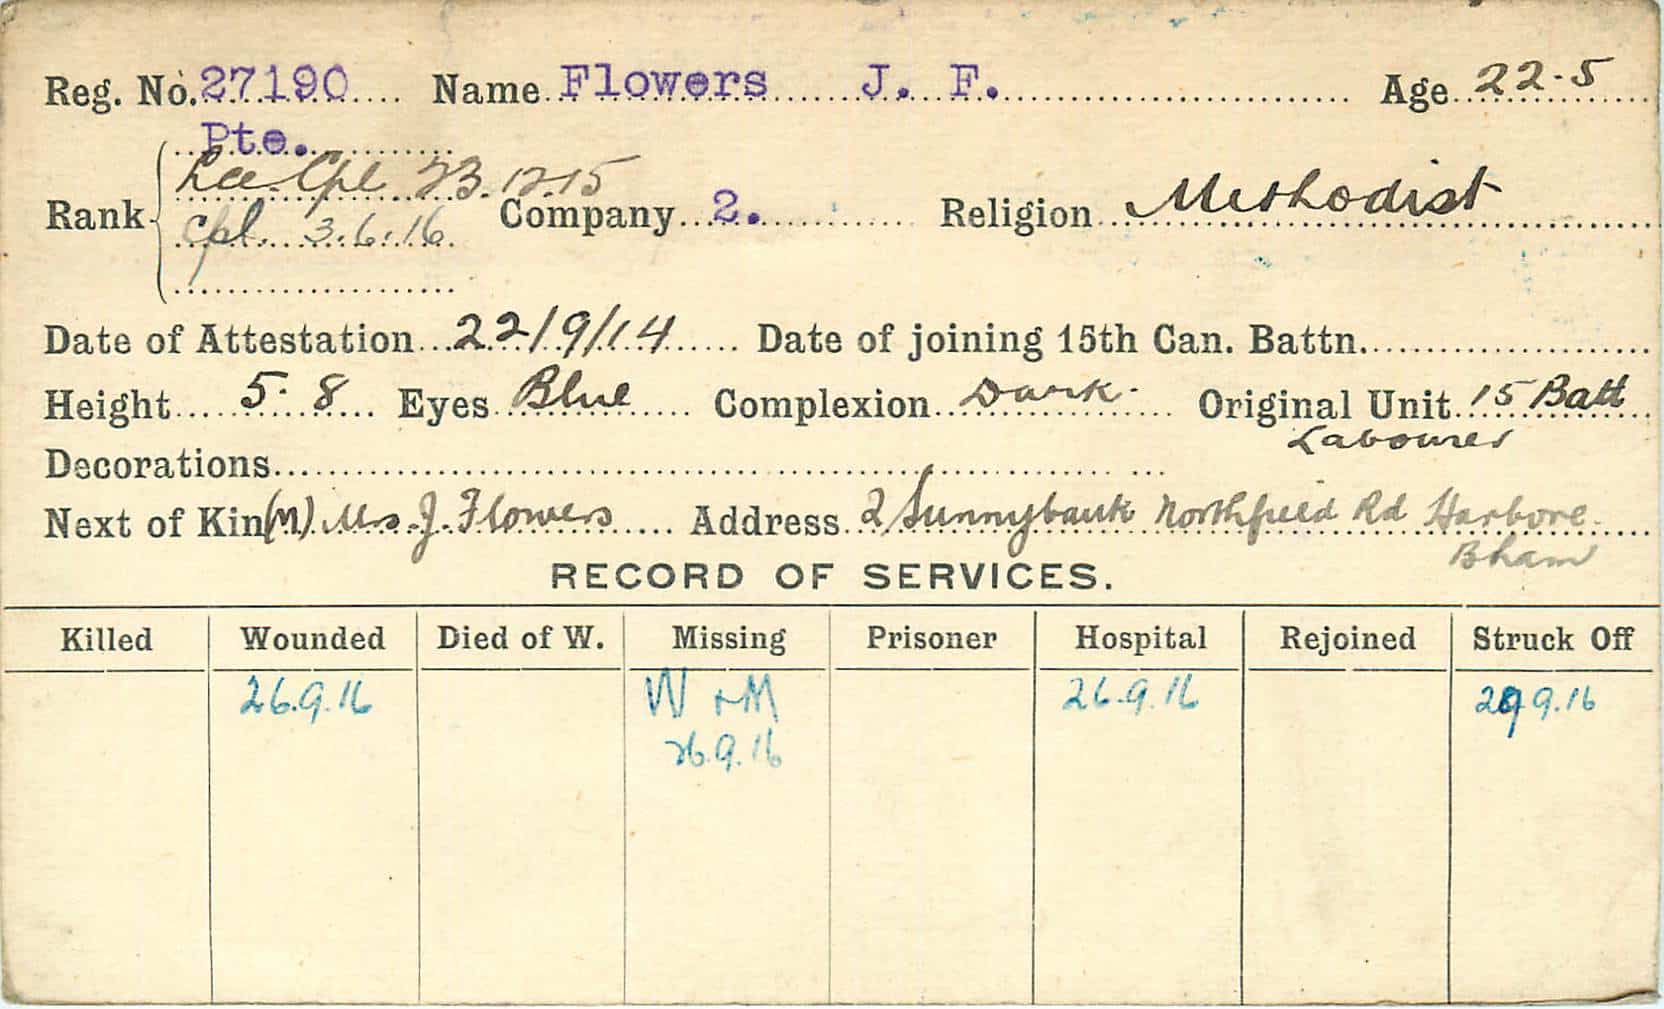 Reg. No. 27190 Name Flowers J. F. Age 22-5
Pte.
Lce. Cpl. 23.12.15
Rank Cpl. 3.6.16. Company 2. Religion Methodist
Date of Attestation 22/9/14 Date of joining 15th Can. Battn.
Height 5. 8 Eyes Blue Complexion Dark. Original Unit 15 Batt
Labourer
Decorations
Next of Kin (M) Mrs. J. Flowers Address 2 Sunnybank Northfield Rd Harbore.
Bham
RECORD OF SERVICES.
Killed Wounded Died of W. Missing Prisoner Hospital Rejoined Struck Off
26.9.16 W + M 26.9.16 9.16
26.9.16